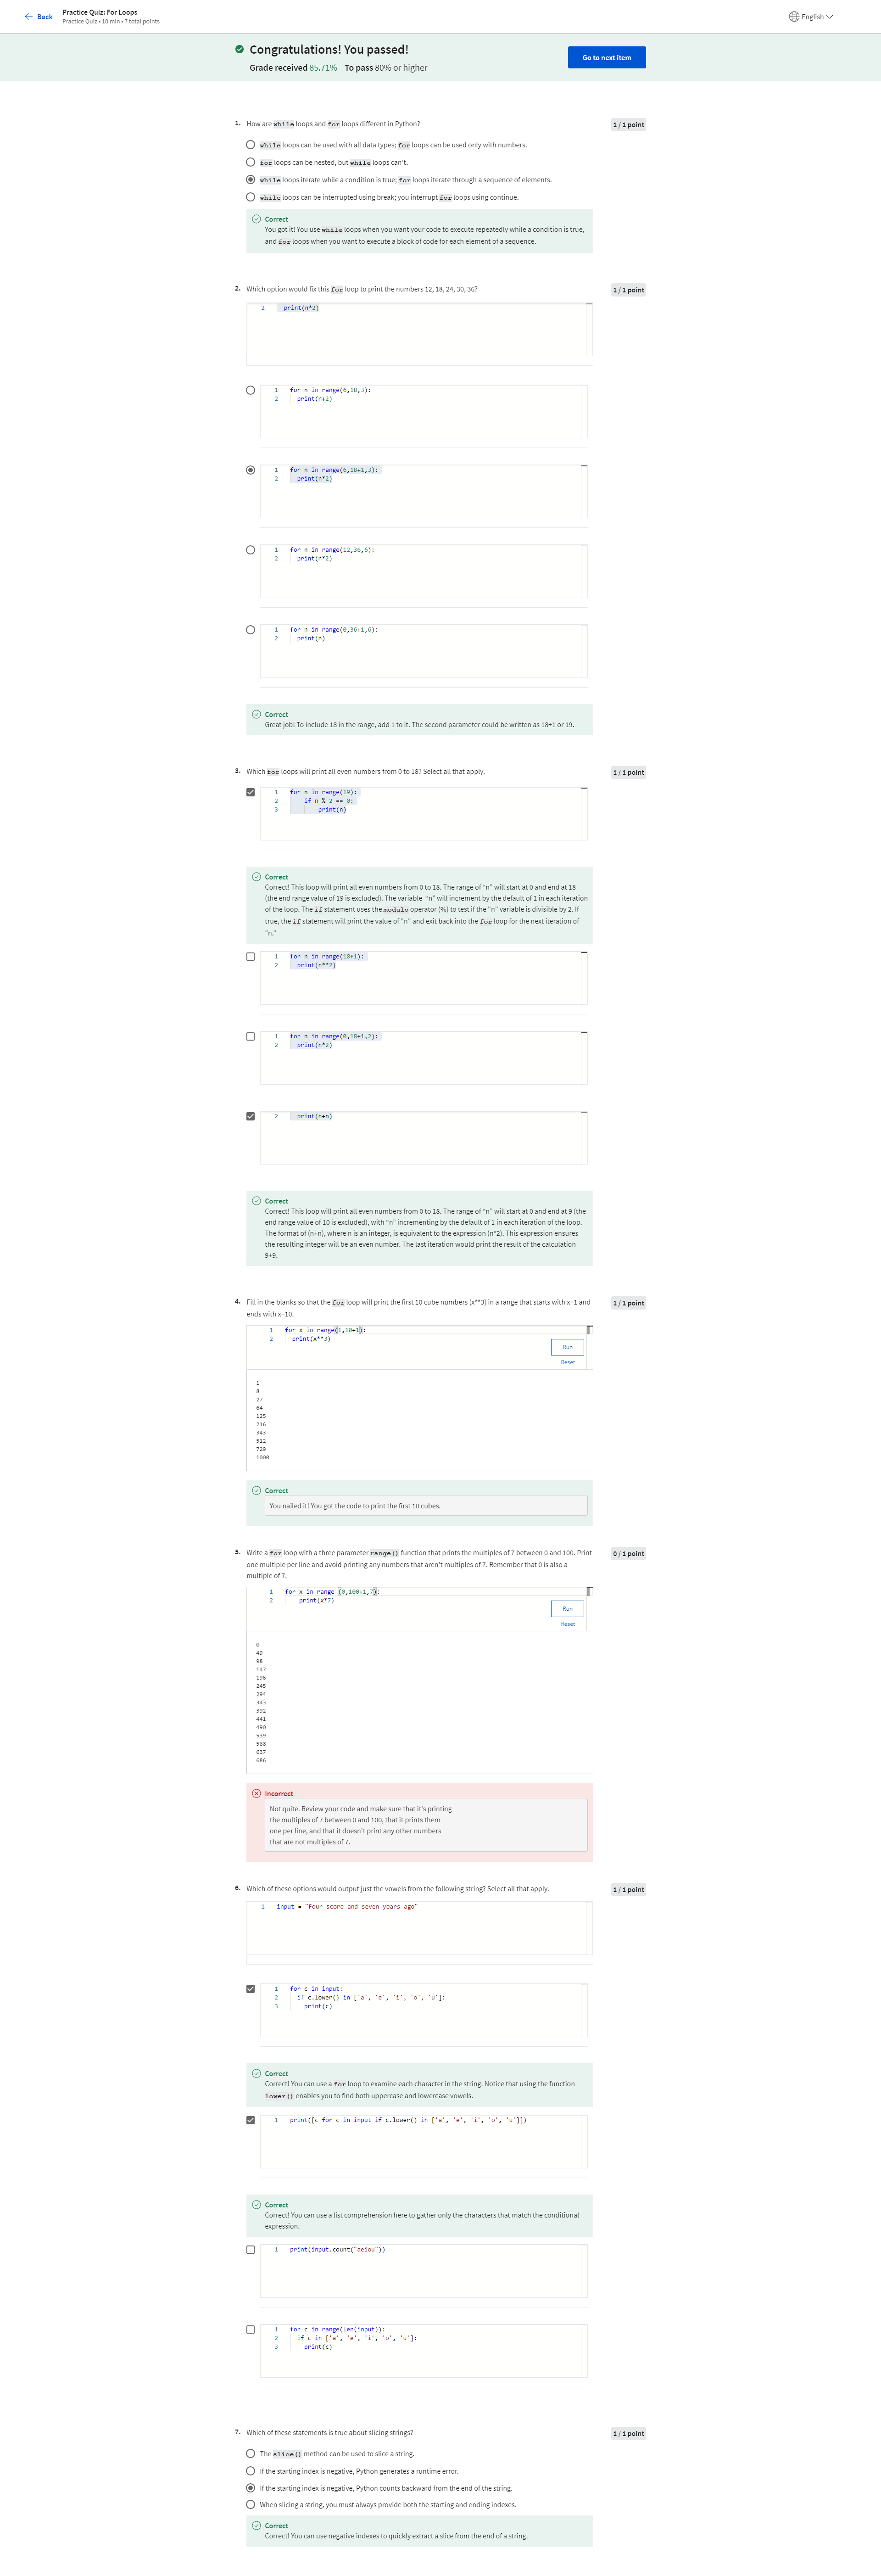 Back
Practice Quiz: For Loops
Practice Quiz • 10 min • 7 total points
English
Congratulations! You passed!
Grade received 85.71% To pass 80% or higher
Go to next item
1. How are while loops and for loops different in Python?
1 / 1 point
while loops can be used with all data types; for loops can be used only with numbers.
for loops can be nested, but while loops can't.
while loops iterate while a condition is true; for loops iterate through a sequence of elements.
while loops can be interrupted using break; you interrupt for loops using continue.
Correct
You got it! You use while loops when you want your code to execute repeatedly while a condition is true,
and for loops when you want to execute a block of code for each element of a sequence.
2. Which option would fix this for loop to print the numbers 12, 18, 24, 30, 36?
1 / 1 point
2 print(n*2)
1 for n in range(6,18,3):
2 print(n+2)
1 for n in range(6,18+1,3):
2 print(n*2)
1 for n in range(12,36,6):
2 print(n*2)
1 for n in range(0,36+1,6):
2 print(n)
Correct
Great job! To include 18 in the range, add 1 to it. The second parameter could be written as 18+1 or 19.
3. Which for loops will print all even numbers from 0 to 18? Select all that apply.
1 / 1 point
1 for n in range(19):
2 if n % 2 == 0:
3 print(n)
Correct
Correct! This loop will print all even numbers from 0 to 18. The range of “n” will start at 0 and end at 18
(the end range value of 19 is excluded). The variable “n” will increment by the default of 1 in each iteration
of the loop. The if statement uses the modulo operator (%) to test if the "n" variable is divisible by 2. If
true, the if statement will print the value of "n" and exit back into the for loop for the next iteration of
"n."
1 for n in range(18+1):
2 print(n**2)
1 for n in range(0,18+1,2):
2 print(n*2)
2 print(n+n)
Correct
Correct! This loop will print all even numbers from 0 to 18. The range of “n” will start at 0 and end at 9 (the
end range value of 10 is excluded), with “n” incrementing by the default of 1 in each iteration of the loop.
The format of (n+n), where n is an integer, is equivalent to the expression (n*2). This expression ensures
the resulting integer will be an even number. The last iteration would print the result of the calculation
9+9.
4. Fill in the blanks so that the for loop will print the first 10 cube numbers (x**3) in a range that starts with x=1 and
ends with x=10.
1 / 1 point
1 for x in range(1,10+1):
2 print(x**3)
Run
Reset
1
8
27
64
125
216
343
512
729
1000
Correct
You nailed it! You got the code to print the first 10 cubes.
5. Write a for loop with a three parameter range() function that prints the multiples of 7 between 0 and 100. Print
one multiple per line and avoid printing any numbers that aren't multiples of 7. Remember that 0 is also a
multiple of 7.
0 / 1 point
1 for x in range (0,100+1,7):
2 print(x*7)
Run
Reset
0
49
98
147
196
245
294
343
392
441
490
539
588
637
686
Incorrect
Not quite. Review your code and make sure that it's printing
the multiples of 7 between 0 and 100, that it prints them
one per line, and that it doesn't print any other numbers
that are not multiples of 7.
6. Which of these options would output just the vowels from the following string? Select all that apply.
1 / 1 point
1 input = "Four score and seven years ago"
1 for c in input:
2 if c.lower() in ['a', 'e', 'i', 'o', 'u']:
3 print(c)
Correct
Correct! You can use a for loop to examine each character in the string. Notice that using the function
lower() enables you to find both uppercase and lowercase vowels.
1 print([c for c in input if c.lower() in ['a', 'e', 'i', 'o', 'u']])
Correct
Correct! You can use a list comprehension here to gather only the characters that match the conditional
expression.
1 print(input.count("aeiou"))
1 for c in range(len(input)):
2 if c in ['a', 'e', 'i', 'o', 'u']:
3 print(c)
7. Which of these statements is true about slicing strings?
1 / 1 point
The slice() method can be used to slice a string.
If the starting index is negative, Python generates a runtime error.
If the starting index is negative, Python counts backward from the end of the string.
When slicing a string, you must always provide both the starting and ending indexes.
Correct
Correct! You can use negative indexes to quickly extract a slice from the end of a string.